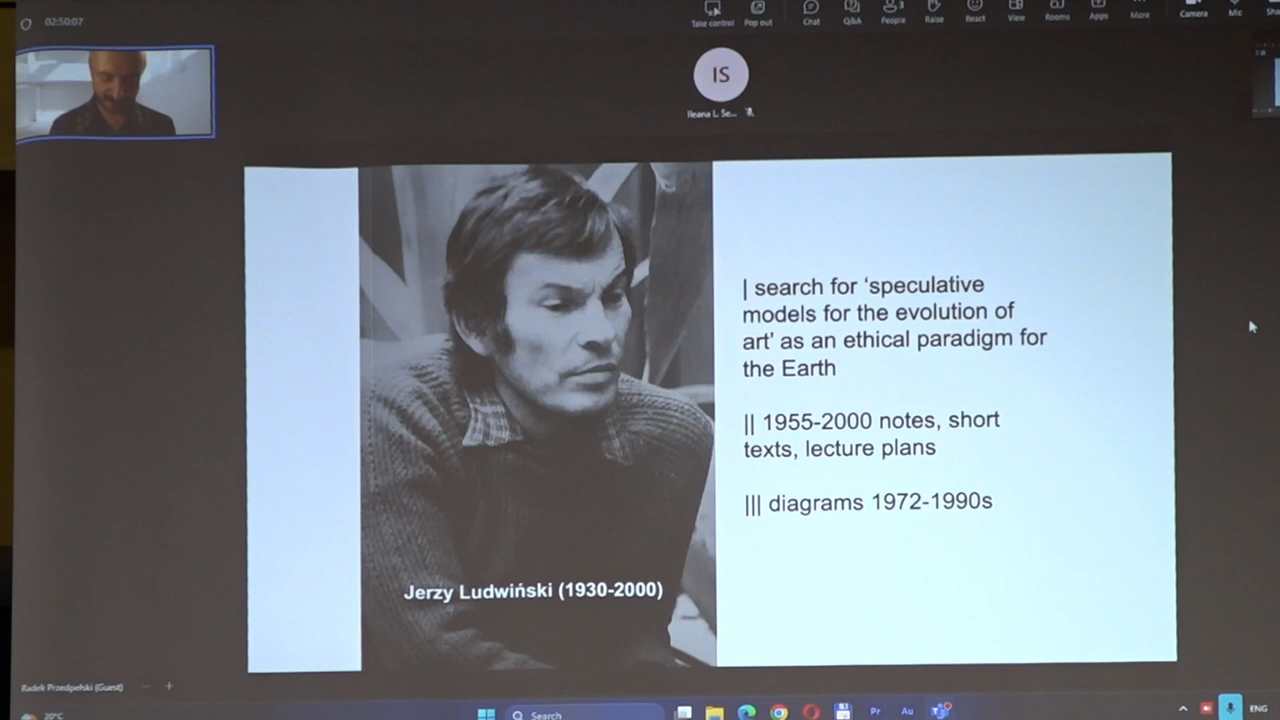 02:50:07
Take control
Pop out
Chat
Q&A
People
3
Raise
React
View
Rooms
Apps
More
Camera
Mic
IS
Ileana L Se...
| search for ‘speculative
models for the evolution of
art’ as an ethical paradigm for
the Earth
|| 1955-2000 notes, short
texts, lecture plans
||| diagrams 1972-1990s
Jerzy Ludwiński (1930-2000)
Radek Przedpełski (Guest)
20°C
Search
Pr
Au
ENG